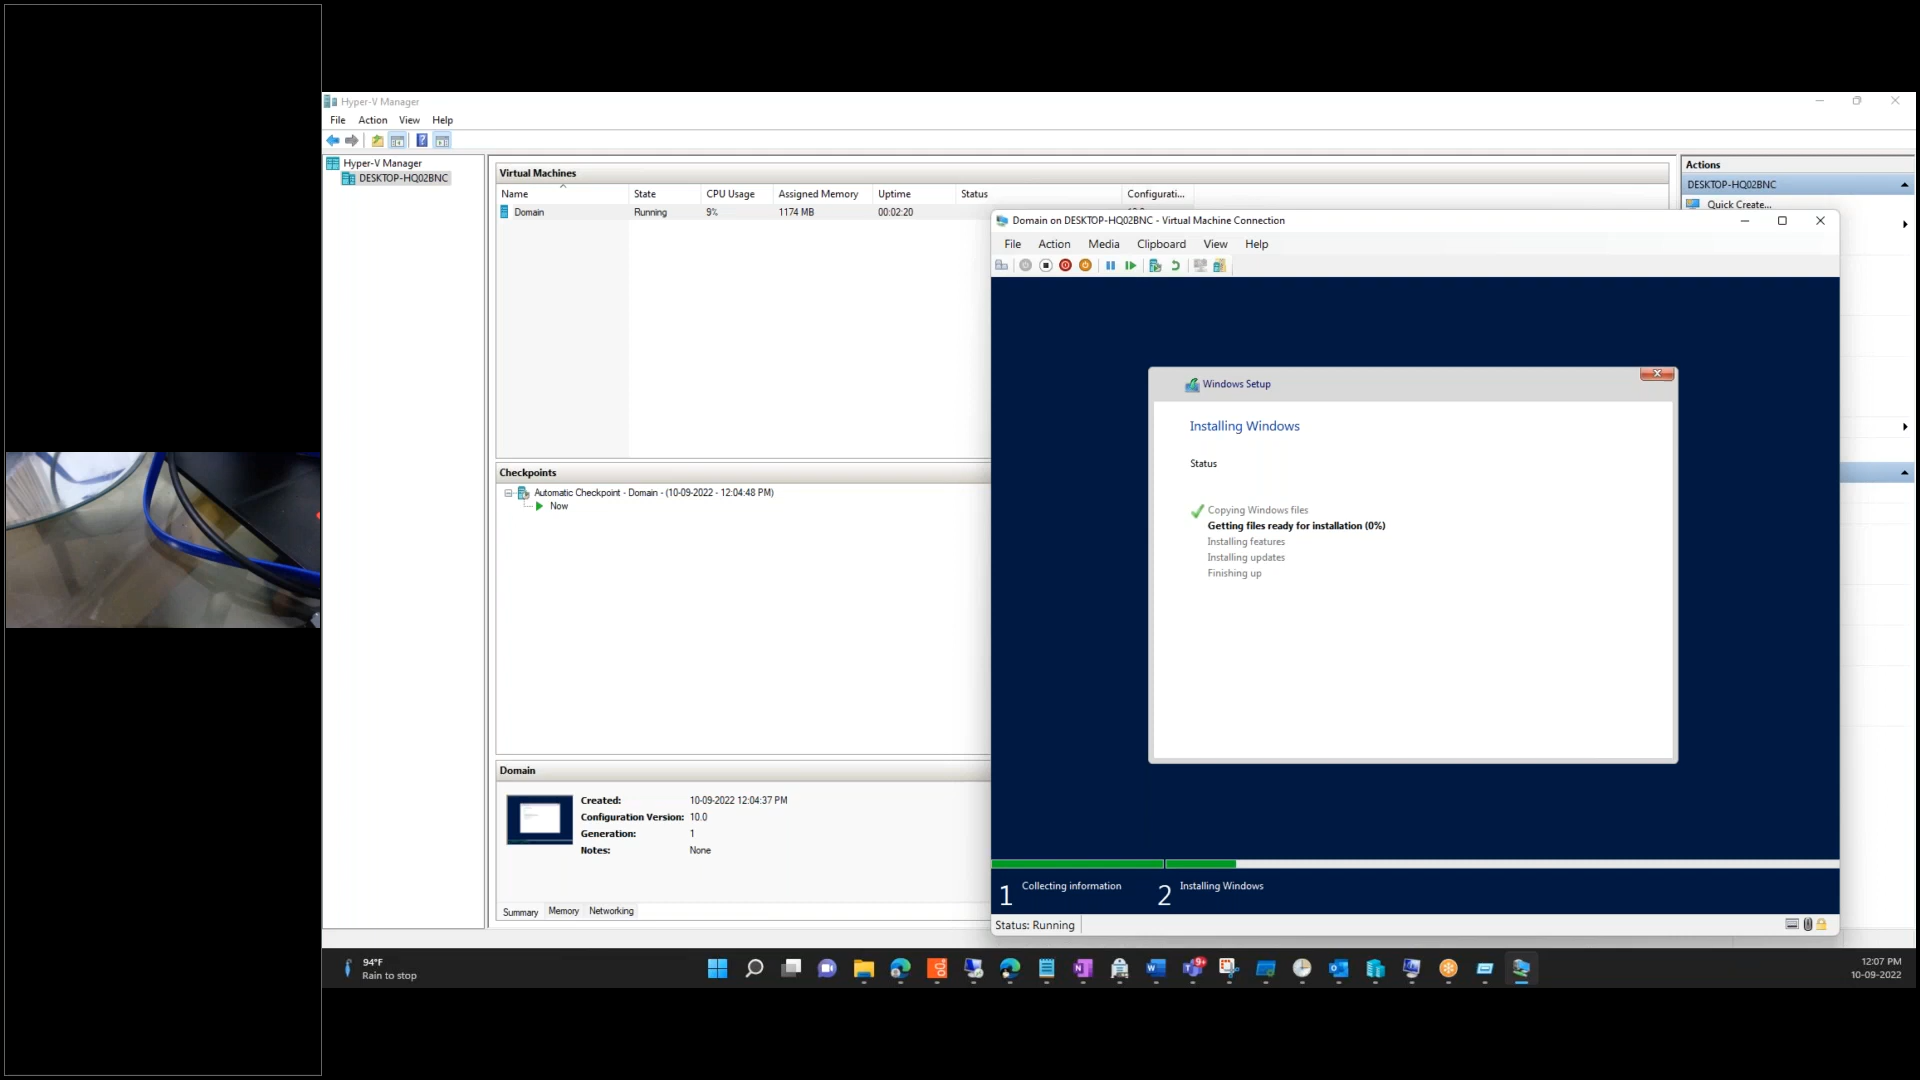 Hyper-V Manager
File Action View Help
Hyper-V Manager
DESKTOP-HQ02BNC
Virtual Machines
Name State CPU Usage Assigned Memory Uptime Status Configurati...
Domain Running 9% 1174 MB 00:02:20
Checkpoints
Automatic Checkpoint - Domain - (10-09-2022 - 12:04:48 PM)
Now
Domain
Created: 10-09-2022 12:04:37 PM
Configuration Version: 10.0
Generation: 1
Notes: None
Summary Memory Networking
Actions
DESKTOP-HQ02BNC
Quick Create...
Domain on DESKTOP-HQ02BNC - Virtual Machine Connection
File Action Media Clipboard View Help
Windows Setup
Installing Windows
Status
Copying Windows files
Getting files ready for installation (0%)
Installing features
Installing updates
Finishing up
1 Collecting information 2 Installing Windows
Status: Running
94°F
Rain to stop
9+
12:07 PM
10-09-2022